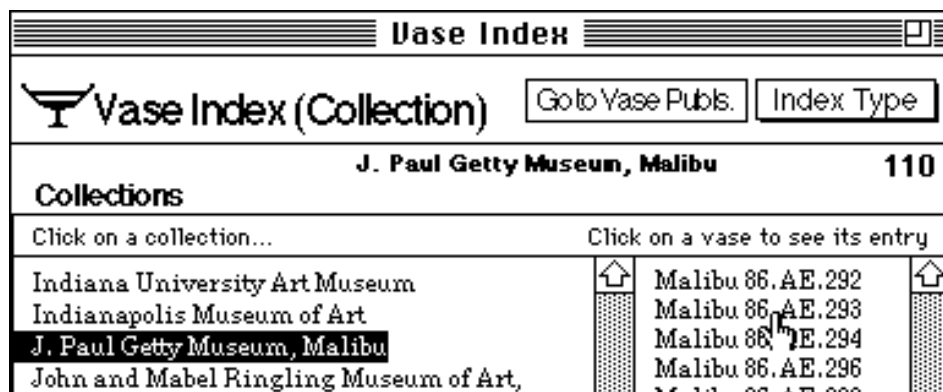 Vase Index
Vase Index (Collection)
Go to Vase Publs.
Index Type
J. Paul Getty Museum, Malibu
110
Collections
Click on a collection...
Click on a vase to see its entry
Indiana University Art Museum
Indianapolis Museum of Art
J. Paul Getty Museum, Malibu
John and Mabel Ringling Museum of Art,
Malibu 86.AE.292
Malibu 86.AE.293
Malibu 86.AE.294
Malibu 86.AE.296